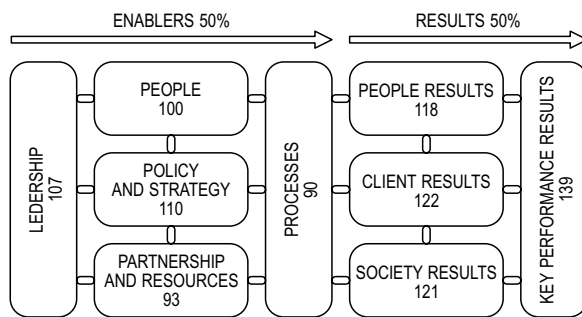 ENABLERS 50%
RESULTS 50%
LEDERSHIP
107
PEOPLE
100
POLICY
AND STRATEGY
110
PARTNERSHIP
AND RESOURCES
93
PROCESSES
90
PEOPLE RESULTS
118
CLIENT RESULTS
122
SOCIETY RESULTS
121
KEY PERFORMANCE RESULTS
139